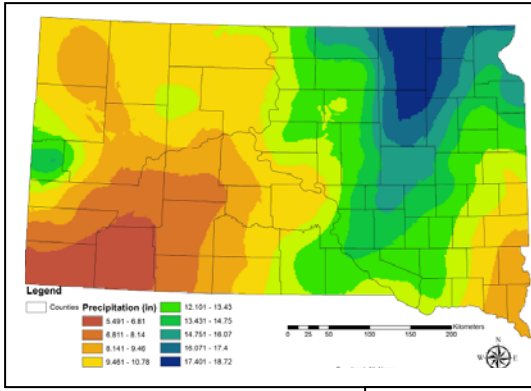 Legend
Counties
Precipitation (in)
5.491 - 6.81
6.811 - 8.14
8.141 - 9.46
9.461 - 10.78
12.101 - 13.43
13.431 - 14.75
14.751 - 16.07
16.071 - 17.4
17.401 - 18.72
Kilometers
0 25 50 100 150 200
N
W E
S